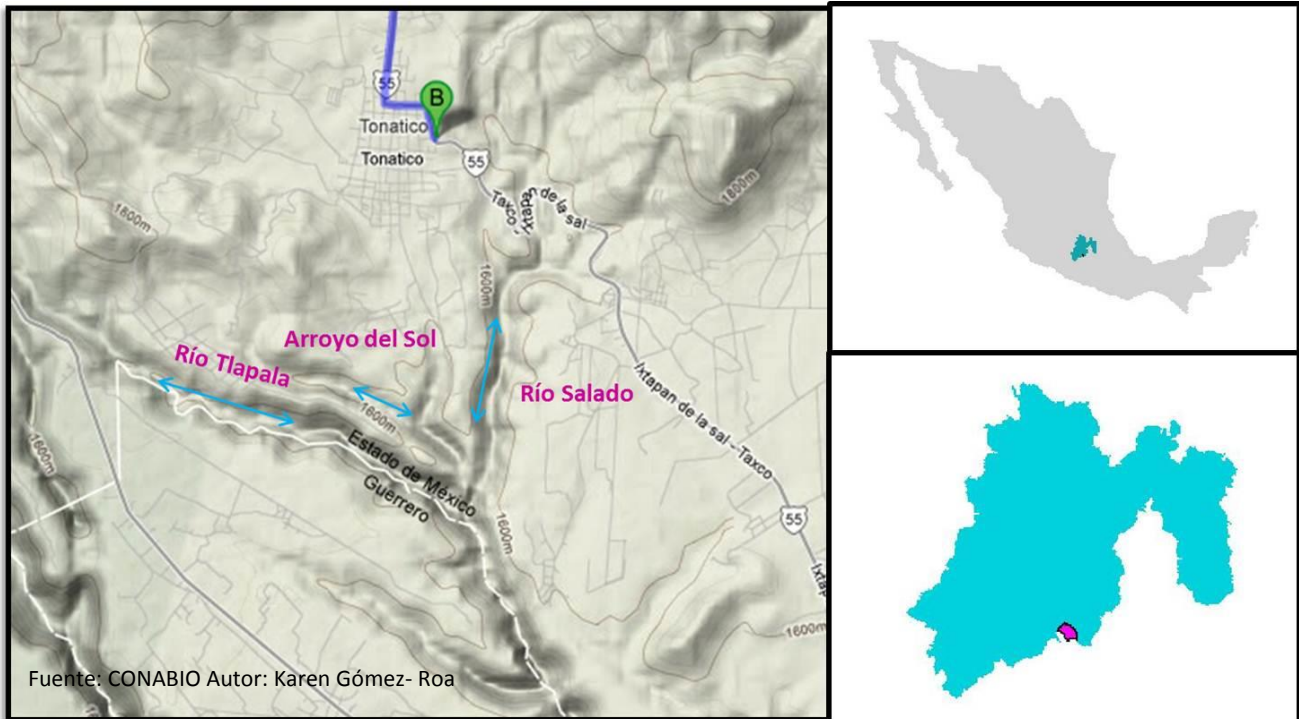 55
B
Tonatico
Tonatico
55
Taxco
Ixtapan de la sal
1800m
1800m
1600m
Arroyo del Sol
Río Tlapala
Río Salado
1600m
Ixtapan de la sal - Taxco
Estado de México
Guerrero
1600m
1600m
55
1600m
Ixtap
Fuente: CONABIO Autor: Karen Gómez- Roa